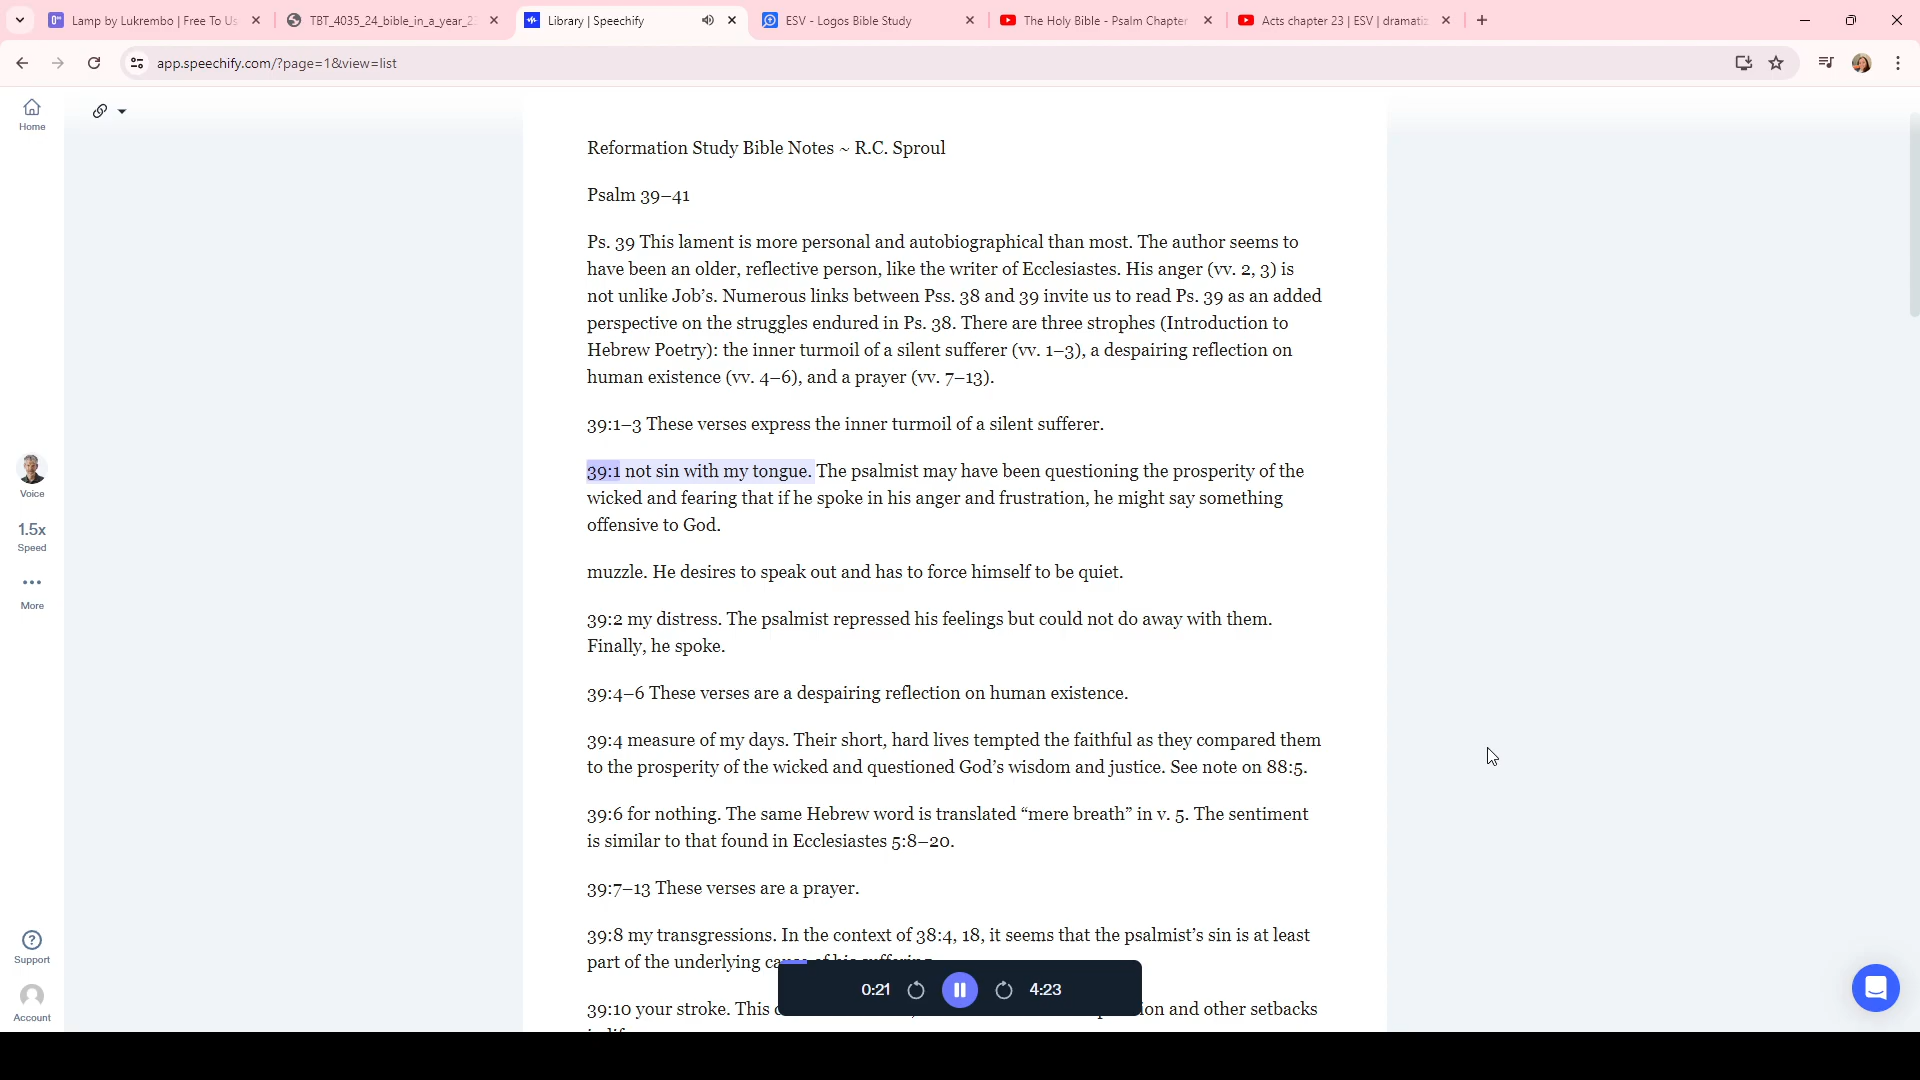 Lamp by Lukrembo | Free To Us
TBT_4035_24_bible_in_a_year_2
Library | Speechify
ESV - Logos Bible Study
The Holy Bible - Psalm Chapter
Acts chapter 23 | ESV | dramati
app.speechify.com/?page=1&view=list
Home
Reformation Study Bible Notes ~ R.C. Sproul
Psalm 39–41
Ps. 39 This lament is more personal and autobiographical than most. The author seems to
have been an older, reflective person, like the writer of Ecclesiastes. His anger (vv. 2, 3) is
not unlike Job’s. Numerous links between Pss. 38 and 39 invite us to read Ps. 39 as an added
perspective on the struggles endured in Ps. 38. There are three strophes (Introduction to
Hebrew Poetry): the inner turmoil of a silent sufferer (vv. 1–3), a despairing reflection on
human existence (vv. 4–6), and a prayer (vv. 7–13).
39:1–3 These verses express the inner turmoil of a silent sufferer.
39:1 not sin with my tongue. The psalmist may have been questioning the prosperity of the
wicked and fearing that if he spoke in his anger and frustration, he might say something
offensive to God.
muzzle. He desires to speak out and has to force himself to be quiet.
39:2 my distress. The psalmist repressed his feelings but could not do away with them.
Finally, he spoke.
39:4–6 These verses are a despairing reflection on human existence.
39:4 measure of my days. Their short, hard lives tempted the faithful as they compared them
to the prosperity of the wicked and questioned God’s wisdom and justice. See note on 88:5.
39:6 for nothing. The same Hebrew word is translated “mere breath” in v. 5. The sentiment
is similar to that found in Ecclesiastes 5:8–20.
39:7–13 These verses are a prayer.
39:8 my transgressions. In the context of 38:4, 18, it seems that the psalmist’s sin is at least
part of the underlying
39:10 your stroke. This and other setbacks
Voice
1.5x
Speed
More
Support
Account
0:21
4:23